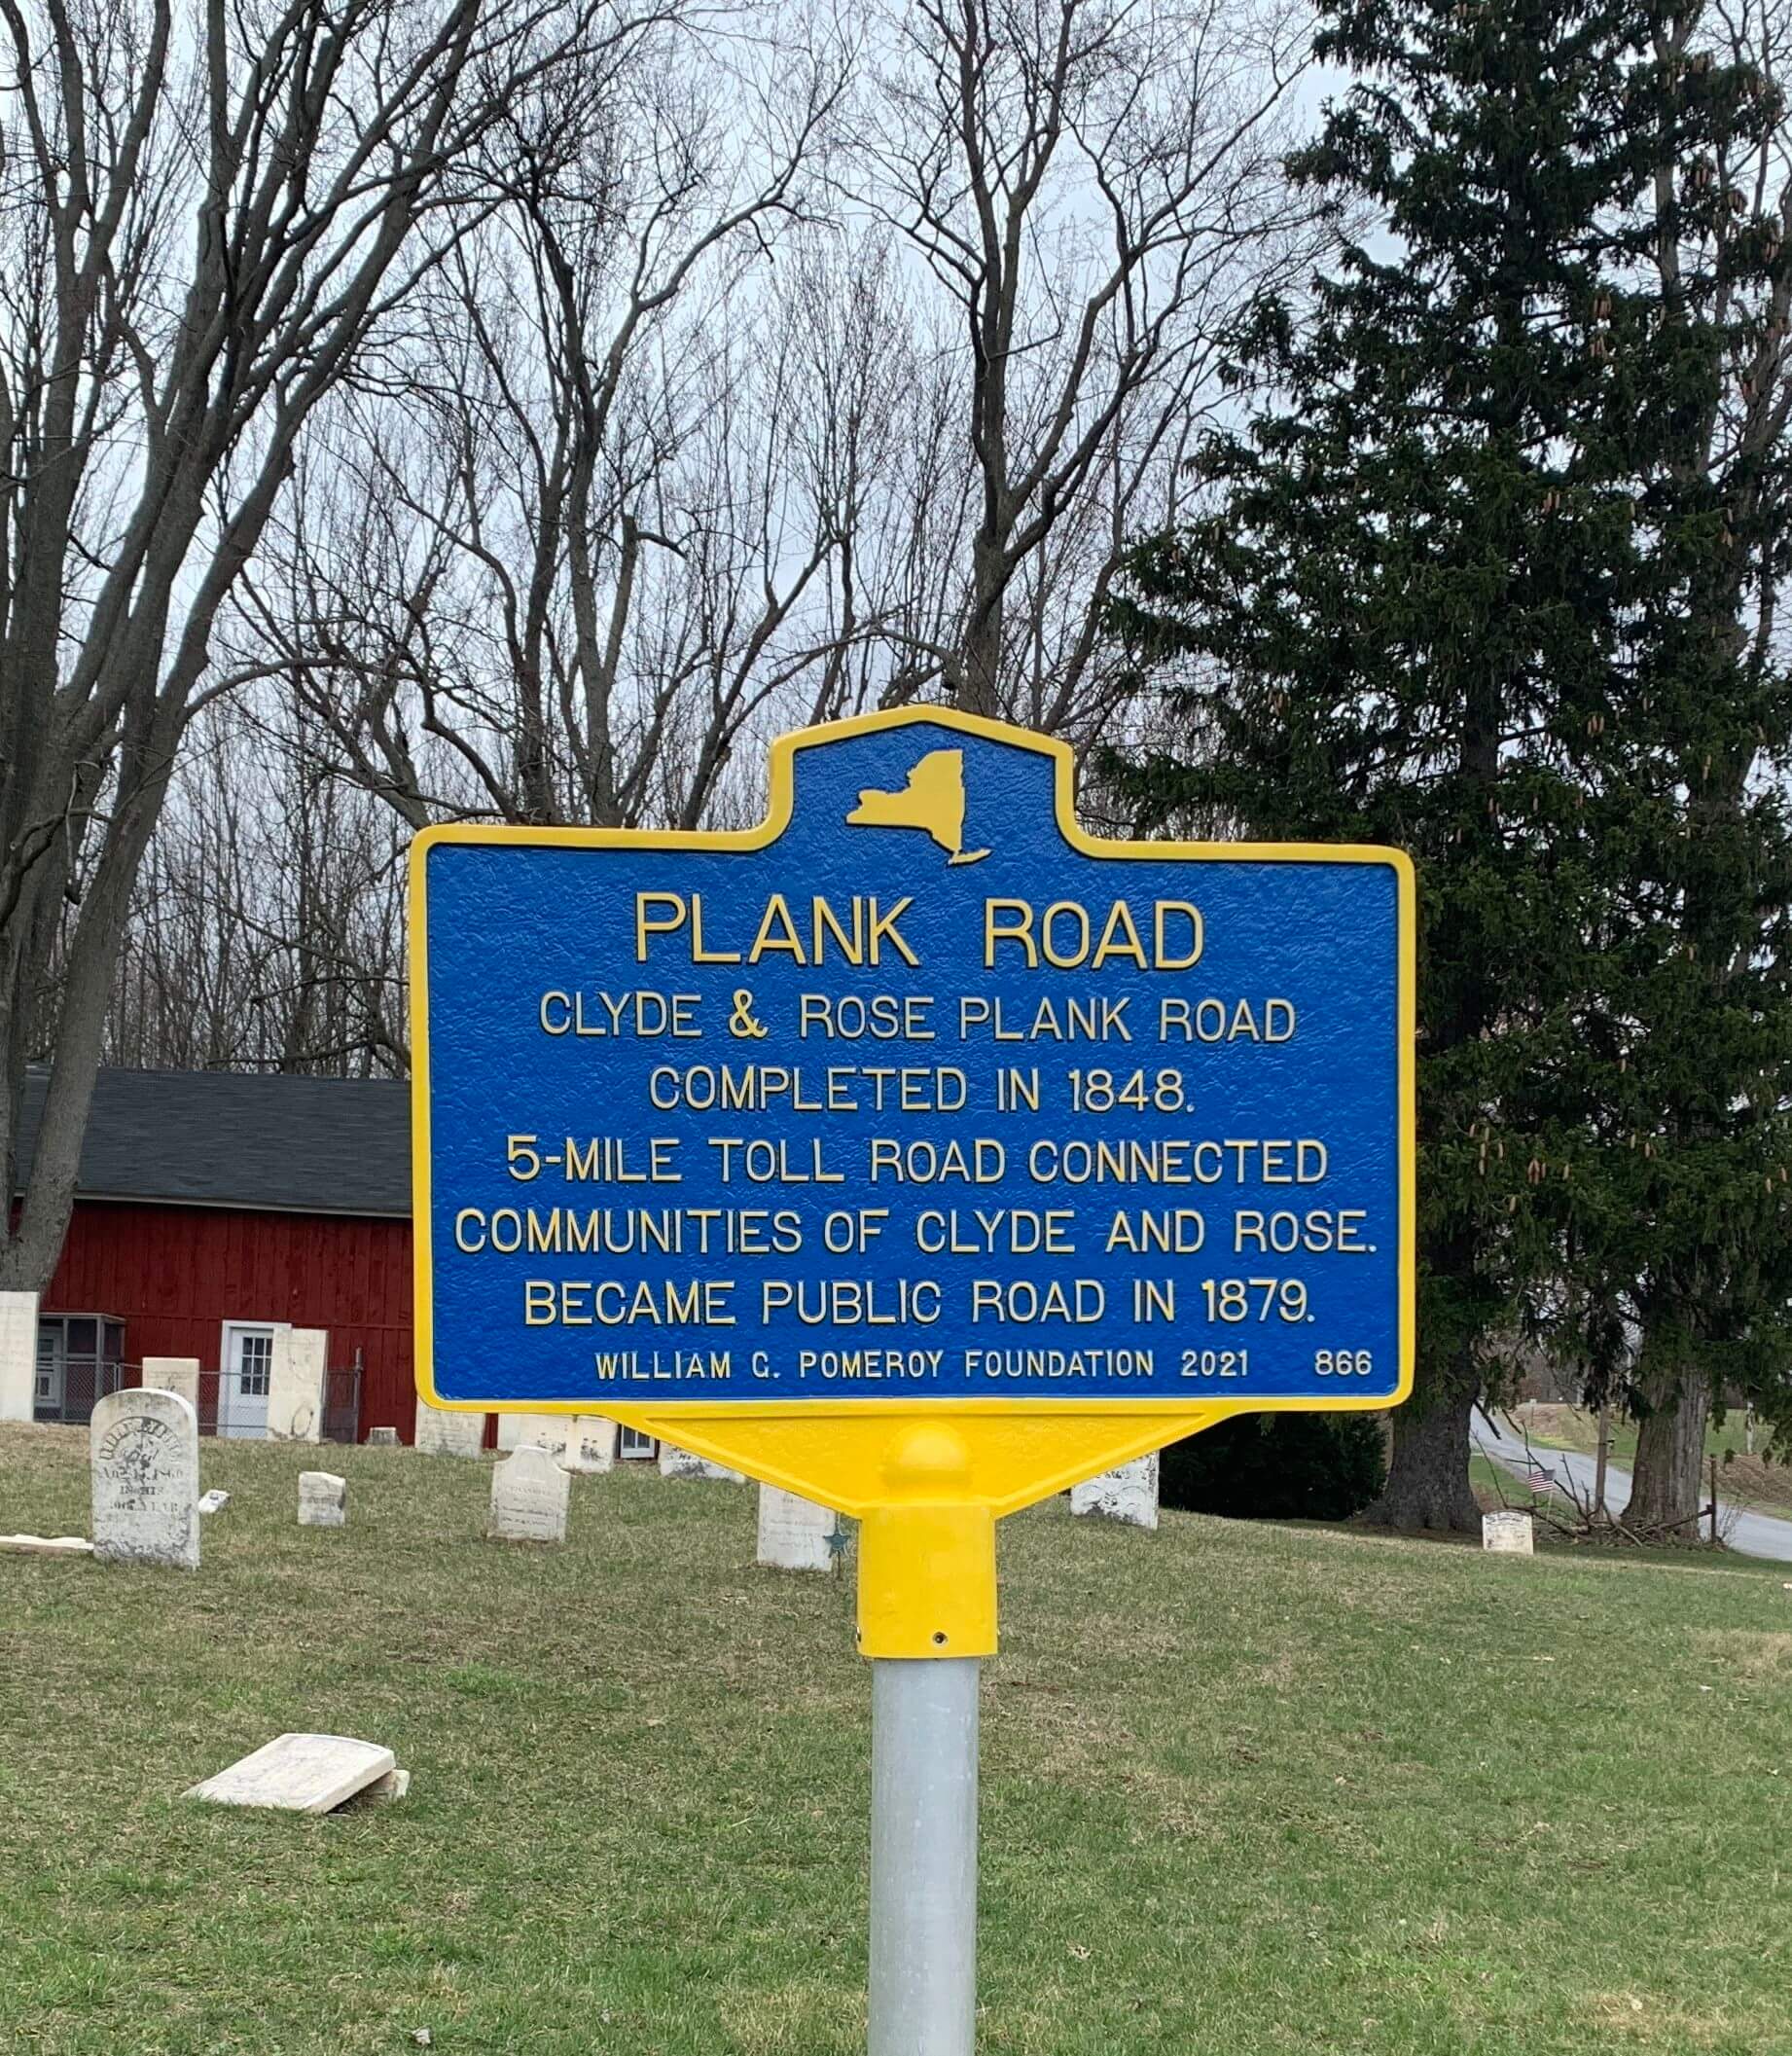 PLANK ROAD
CLYDE & ROSE PLANK ROAD
COMPLETED IN 1848.
5-MILE TOLL ROAD CONNECTED
COMMUNITIES OF CLYDE AND ROSE.
BECAME PUBLIC ROAD IN 1879.
WILLIAM G. POMEROY FOUNDATION 2021 866